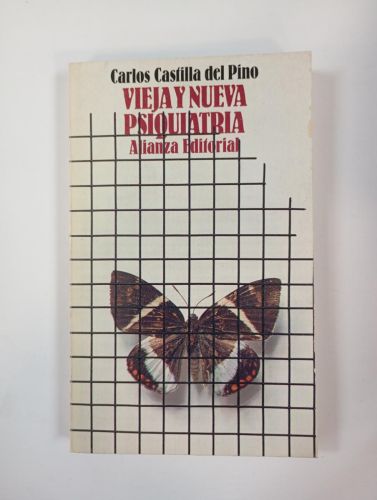 Carlos Castilla del Pino
VIEJA Y NUEVA
PSIQUIATRIA
Alianza Editorial